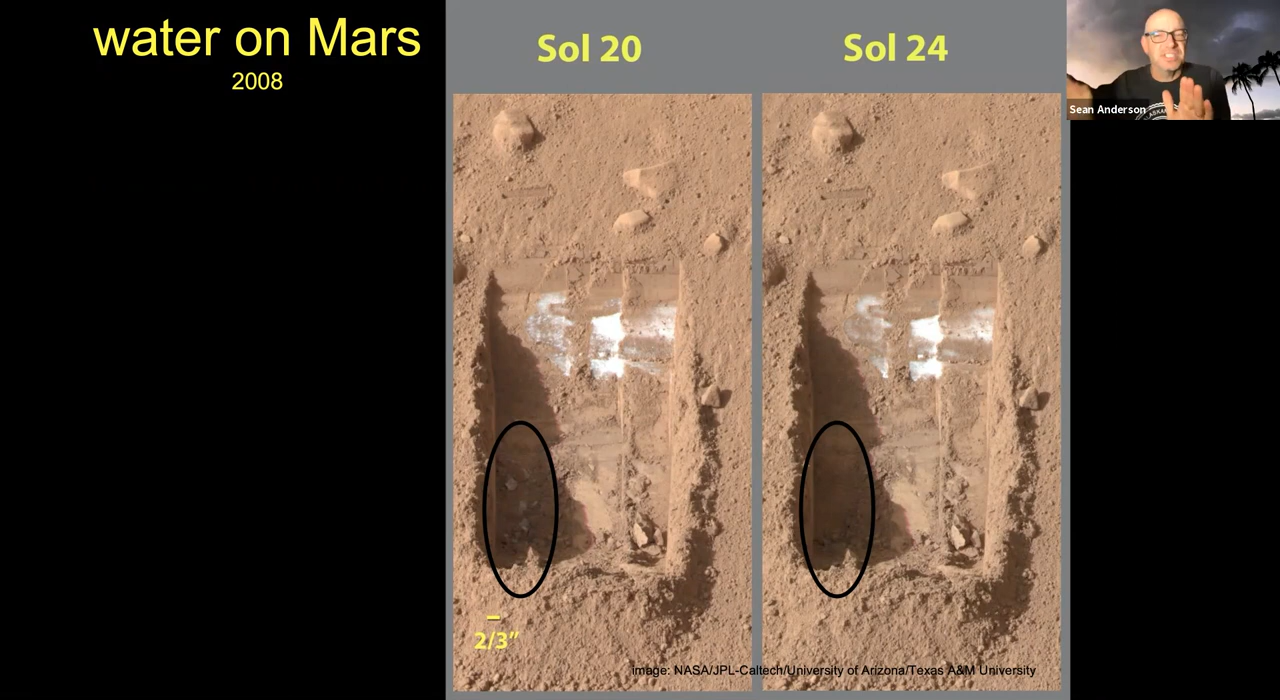 water on Mars
2008
Sol 20
Sol 24
Sean Anderson
2/3”
image: NASA/JPL-Caltech/University of Arizona/Texas A&M University